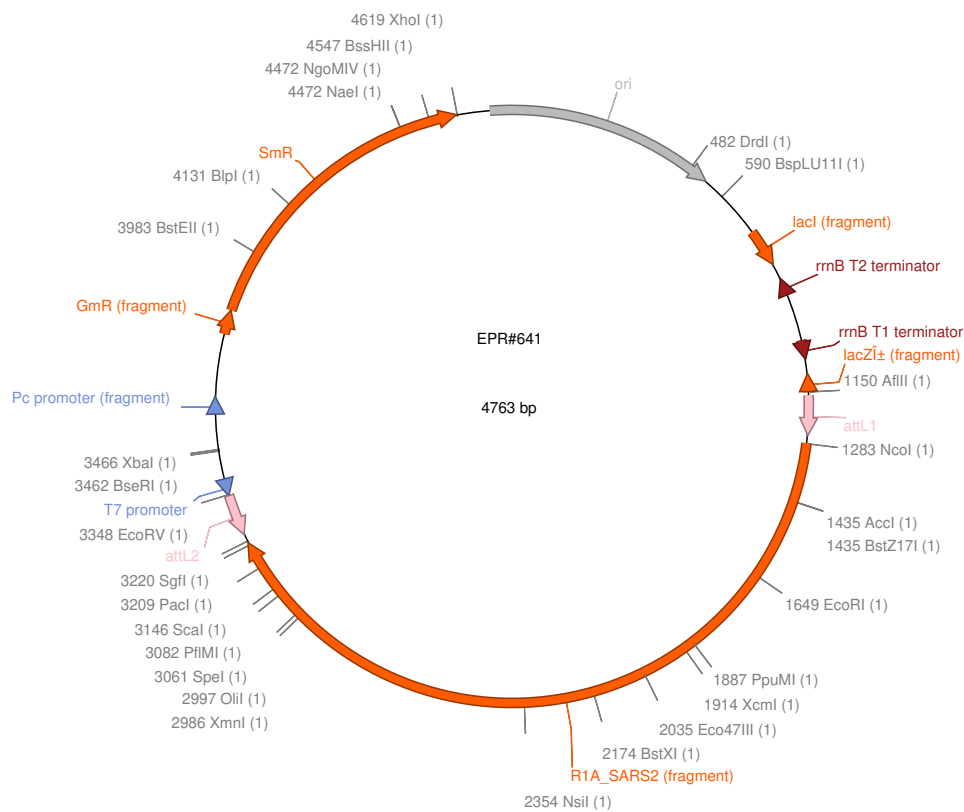 4619 XhoI (1)
4547 BssHII (1)
4472 NgoMIV (1)
4472 NaeI (1)
ori
482 DrdI (1)
590 BspLU11I (1)
SmR
4131 BlpI (1)
3983 BstEII (1)
lacI (fragment)
rrnB T2 terminator
GmR (fragment)
rrnB T1 terminator
lacZÎ± (fragment)
1150 AflII (1)
EPR#641
4763 bp
Pc promoter (fragment)
attL1
1283 NcoI (1)
3466 XbaI (1)
3462 BseRI (1)
T7 promoter
3348 EcoRV (1)
attL2
1435 AccI (1)
1435 BstZ17I (1)
3220 SgfI (1)
3209 PacI (1)
3146 ScaI (1)
3082 PflMI (1)
3061 SpeI (1)
2997 OliI (1)
2986 XmnI (1)
1649 EcoRI (1)
1887 PpuMI (1)
1914 XcmI (1)
2035 Eco47III (1)
2174 BstXI (1)
R1A_SARS2 (fragment)
2354 NsiI (1)